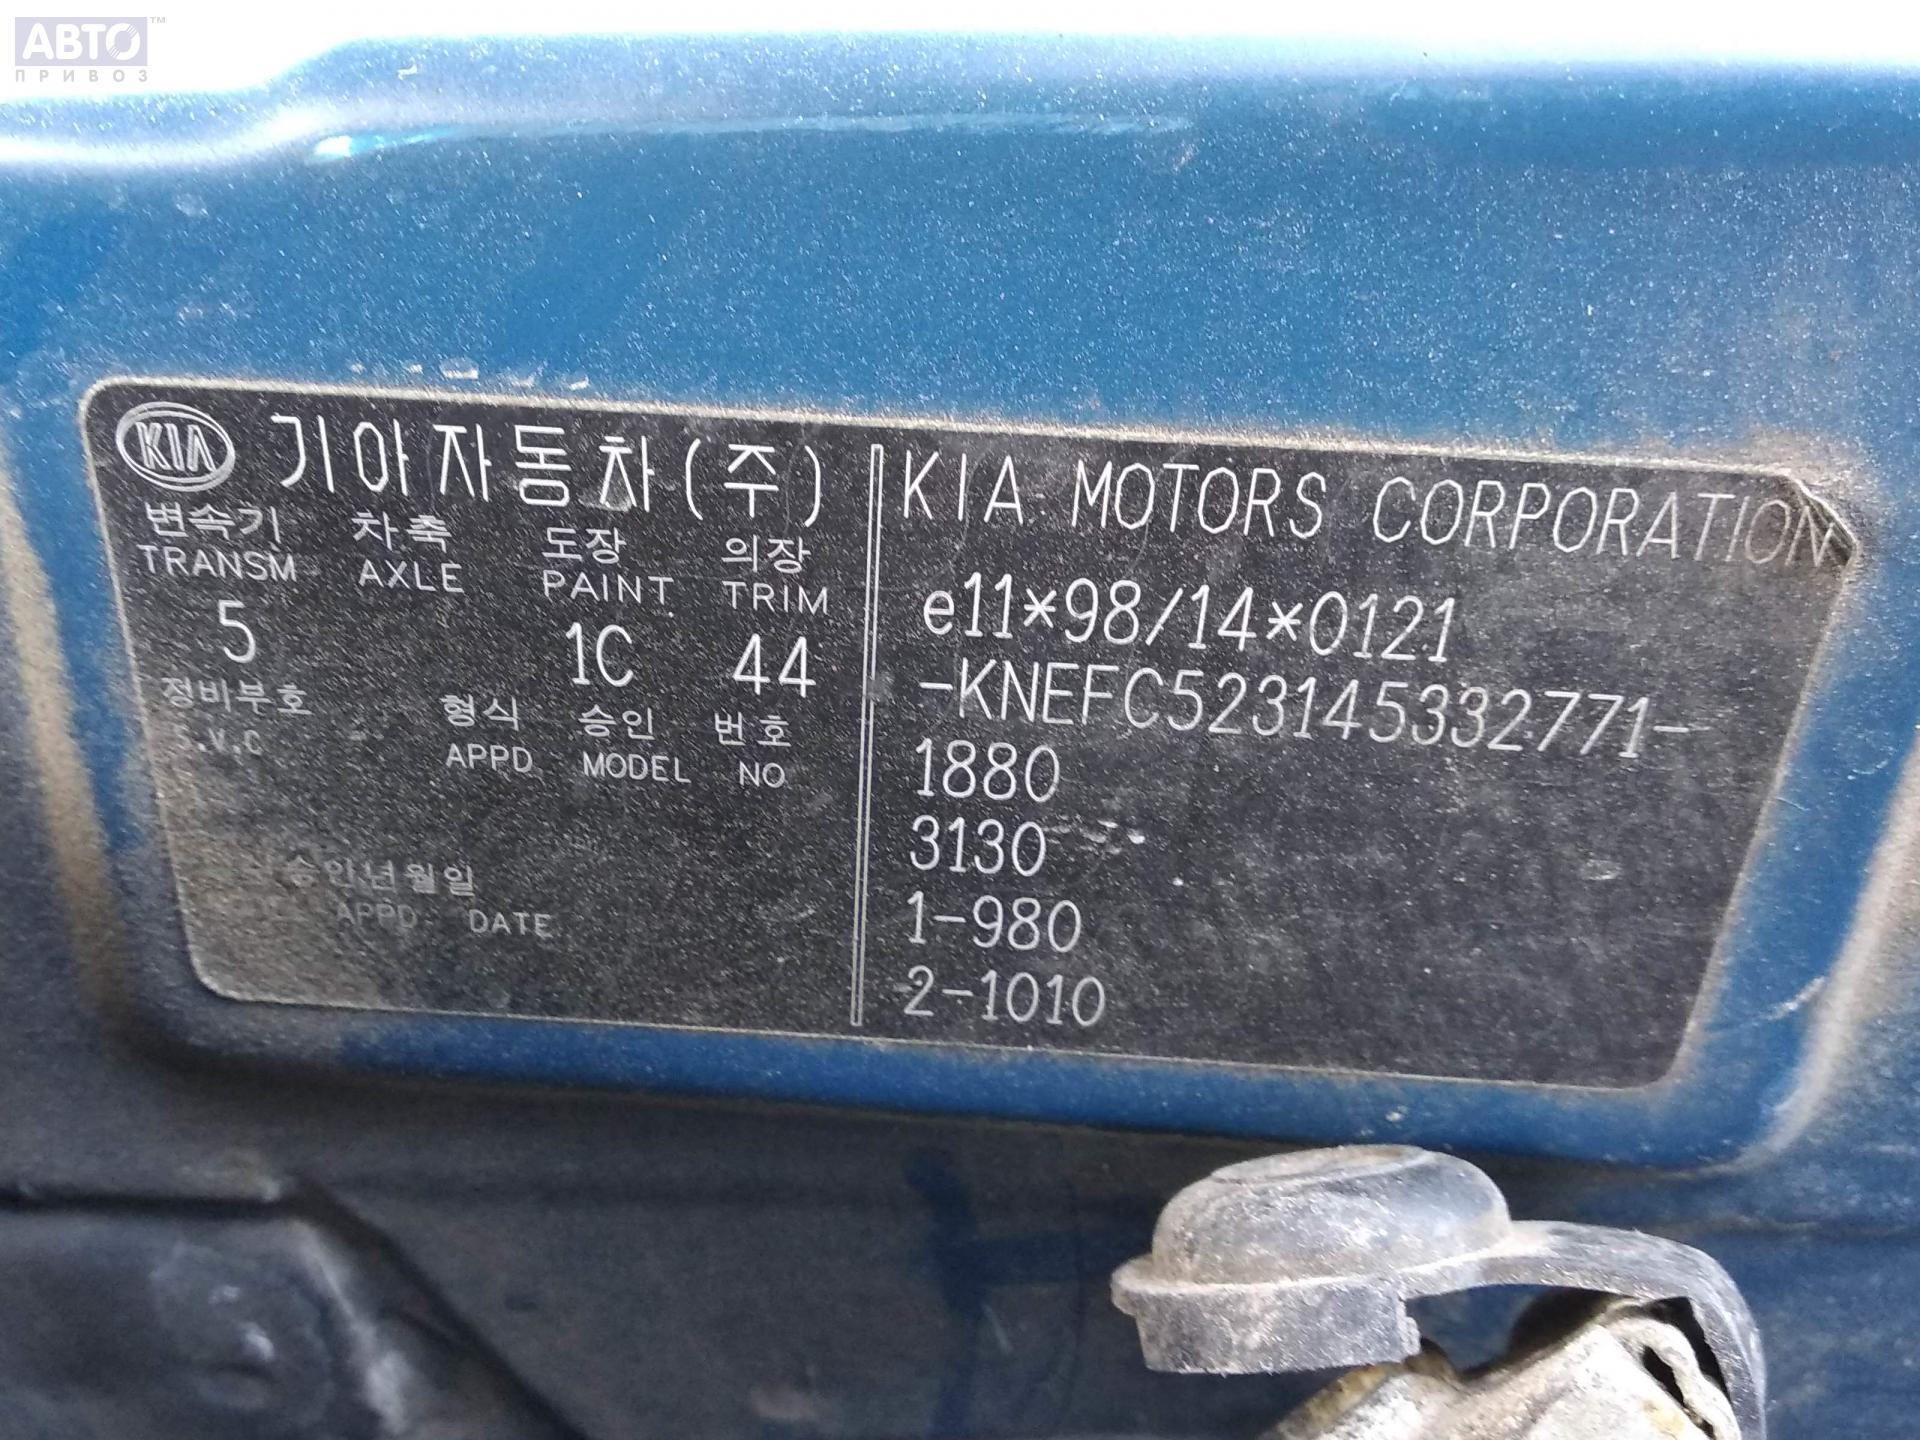 АВТО™
ПРИВОЗ
KIA 기아자동차(주)
변속기 차축 도장 의장
TRANSM AXLE PAINT TRIM
5 1C 44
정비부호 형식 승인 번호
S.V.C APPD MODEL NO
승인년월일
APPD DATE
KIA MOTORS CORPORATION
e11*98/14*0121
-KNEFC523145332771-
1880
3130
1-980
2-1010